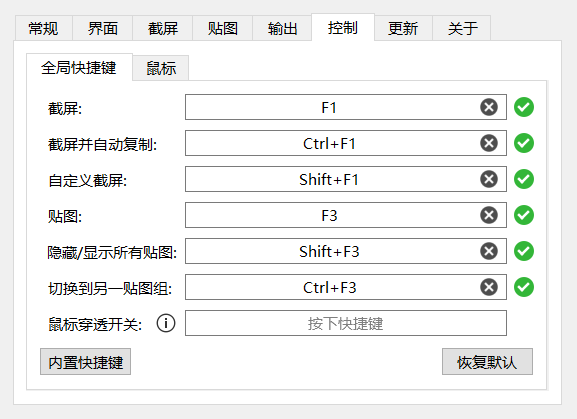 常规 界面 截屏 贴图 输出 控制 更新 关于
全局快捷键 鼠标
截屏: F1
截屏并自动复制: Ctrl+F1
自定义截屏: Shift+F1
贴图: F3
隐藏/显示所有贴图: Shift+F3
切换到另一贴图组: Ctrl+F3
鼠标穿透开关: 按下快捷键
内置快捷键 恢复默认